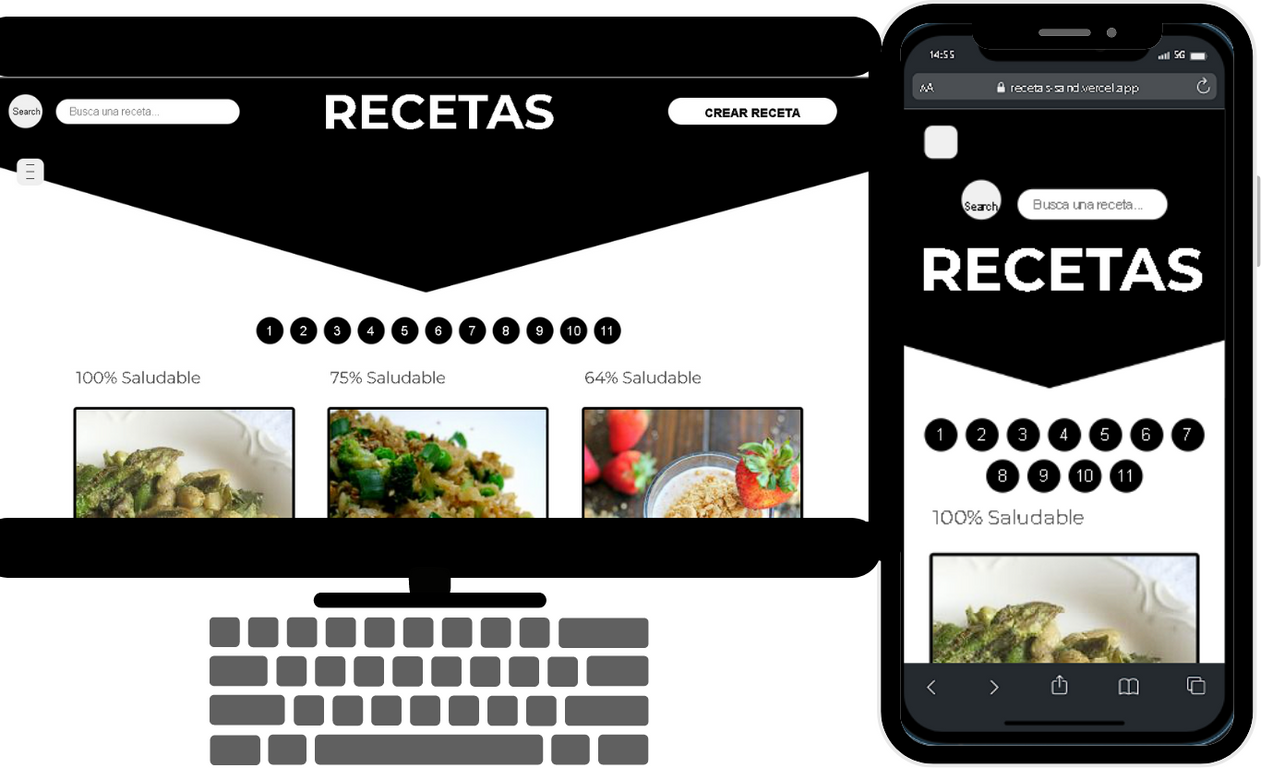 Search
Busca una receta...
RECETAS
CREAR RECETA
1 2 3 4 5 6 7 8 9 10 11
100% Saludable
75% Saludable
64% Saludable
14:55
5G
AA
recetas-sand.vercel.app
Search
Busca una receta...
RECETAS
1 2 3 4 5 6 7
8 9 10 11
100% Saludable